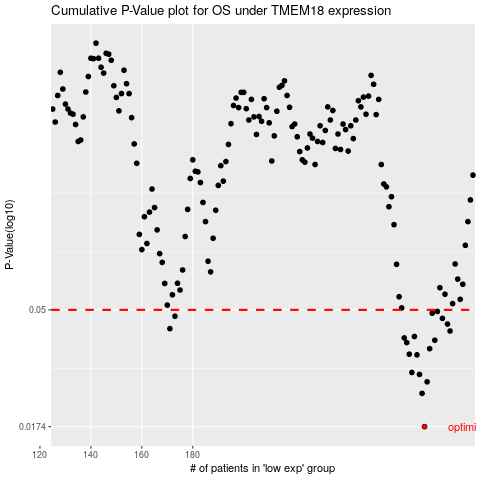 Cumulative P-Value plot for OS under TMEM18 expression
P-Value(log10)
0.05
0.0174
optimi
120 140 160 180
# of patients in 'low exp' group